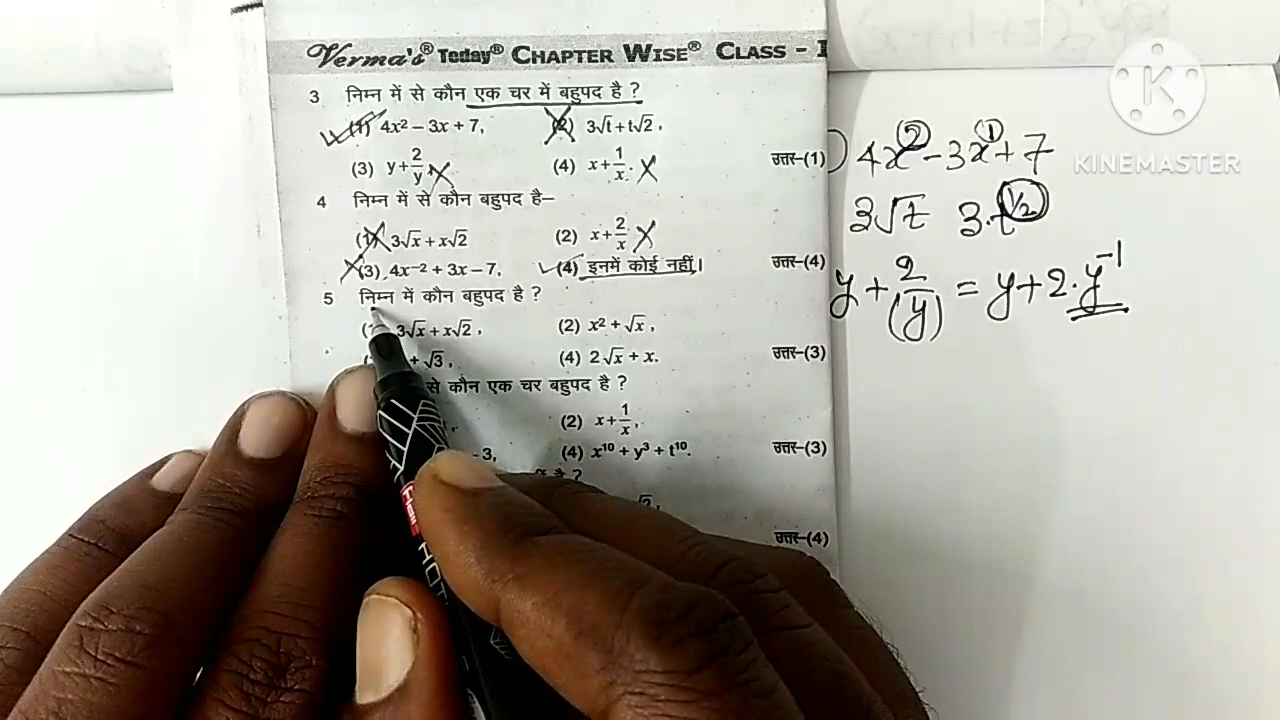 Verma's® Today® CHAPTER WISE® CLASS -
3 निम्न में से कौन एक चर में बहुपद है ?
(1) 4x² – 3x + 7, (2) 3√t + t√2,
(3) y + 2/y, (4) x + 1/x. उत्तर–(1)
4 निम्न में से कौन बहुपद है–
(1) 3√x + x√2 (2) x + 2/x
(3) 4x⁻² + 3x – 7, (4) इनमें कोई नहीं। उत्तर–(4)
5 निम्न में कौन बहुपद है ?
3√x + x√2, (2) x² + √x,
+ √3, (4) 2√x + x. उत्तर–(3)
से कौन एक चर बहुपद है ?
(2) x + 1/x,
3, (4) x¹⁰ + y³ + t¹⁰. उत्तर–(3)
है ?
उत्तर–(4)
) 4x² – 3x¹ + 7
3√t 3.t^1/2
y + 2/(y) = y + 2.y⁻¹
K
KINEMASTER